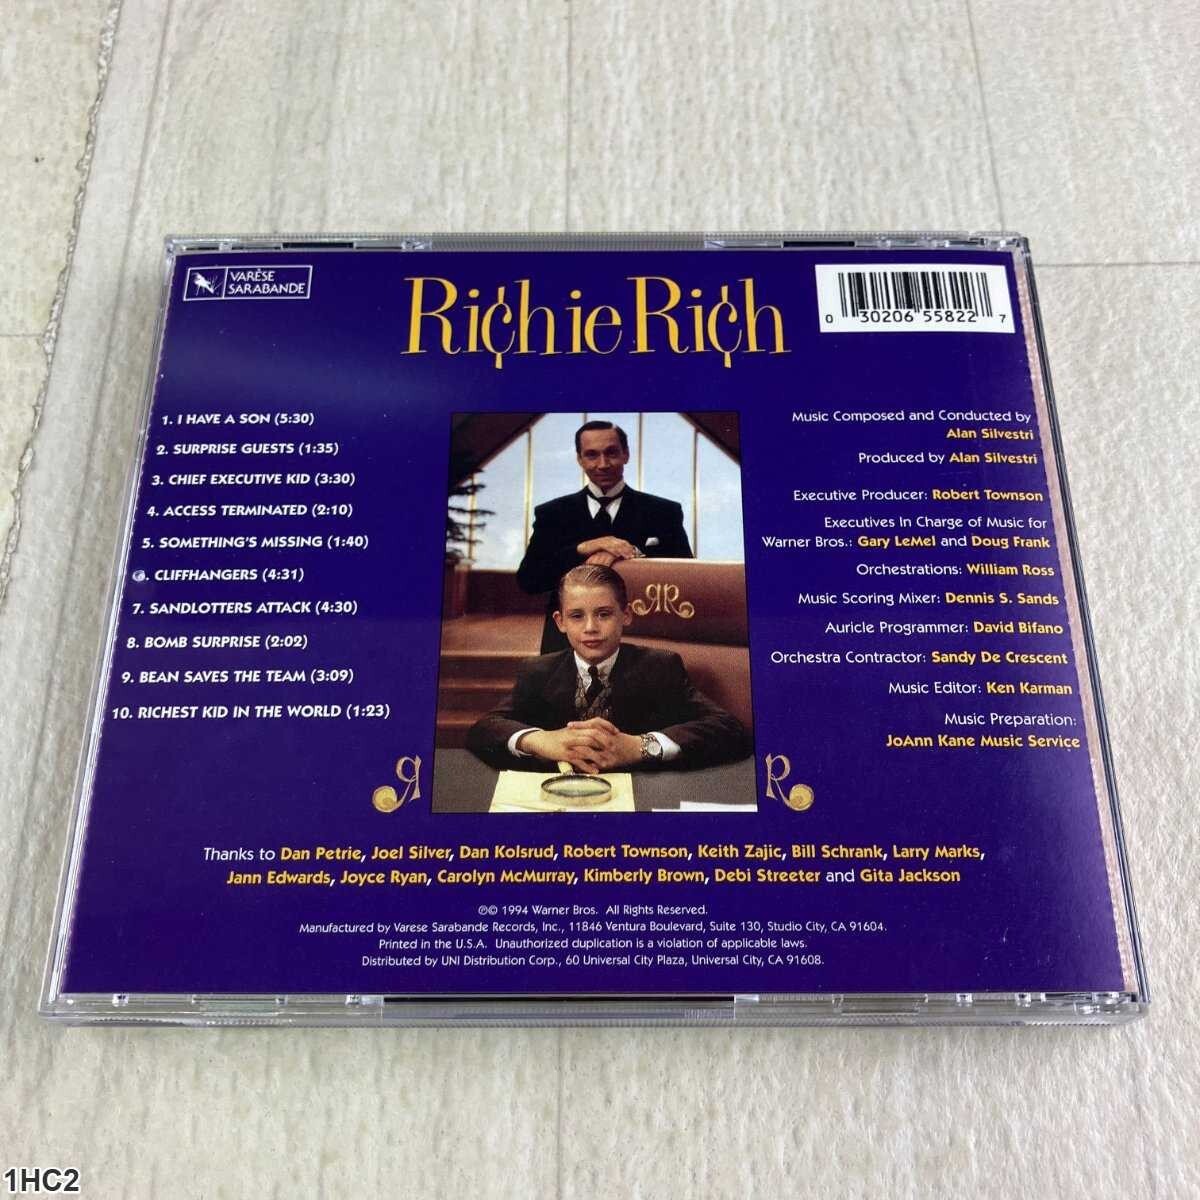 VARÈSE
SARABANDE
Ri¢hie Ri¢h
0 30206 55822 7
1. I HAVE A SON (5:30)
2. SURPRISE GUESTS (1:35)
3. CHIEF EXECUTIVE KID (3:30)
4. ACCESS TERMINATED (2:10)
5. SOMETHING'S MISSING (1:40)
. CLIFFHANGERS (4:31)
7. SANDLOTTERS ATTACK (4:30)
8. BOMB SURPRISE (2:02)
9. BEAN SAVES THE TEAM (3:09)
10. RICHEST KID IN THE WORLD (1:23)
RR
R
R
Music Composed and Conducted by
Alan Silvestri
Produced by Alan Silvestri
Executive Producer: Robert Townson
Executives In Charge of Music for
Warner Bros.: Gary LeMel and Doug Frank
Orchestrations: William Ross
Music Scoring Mixer: Dennis S. Sands
Auricle Programmer: David Bifano
Orchestra Contractor: Sandy De Crescent
Music Editor: Ken Karman
Music Preparation:
JoAnn Kane Music Service
Thanks to Dan Petrie, Joel Silver, Dan Kolsrud, Robert Townson, Keith Zajic, Bill Schrank, Larry Marks,
Jann Edwards, Joyce Ryan, Carolyn McMurray, Kimberly Brown, Debi Streeter and Gita Jackson
℗© 1994 Warner Bros. All Rights Reserved.
Manufactured by Varese Sarabande Records, Inc., 11846 Ventura Boulevard, Suite 130, Studio City, CA 91604.
Printed in the U.S.A. Unauthorized duplication is a violation of applicable laws.
Distributed by UNI Distribution Corp., 60 Universal City Plaza, Universal City, CA 91608.
1HC2